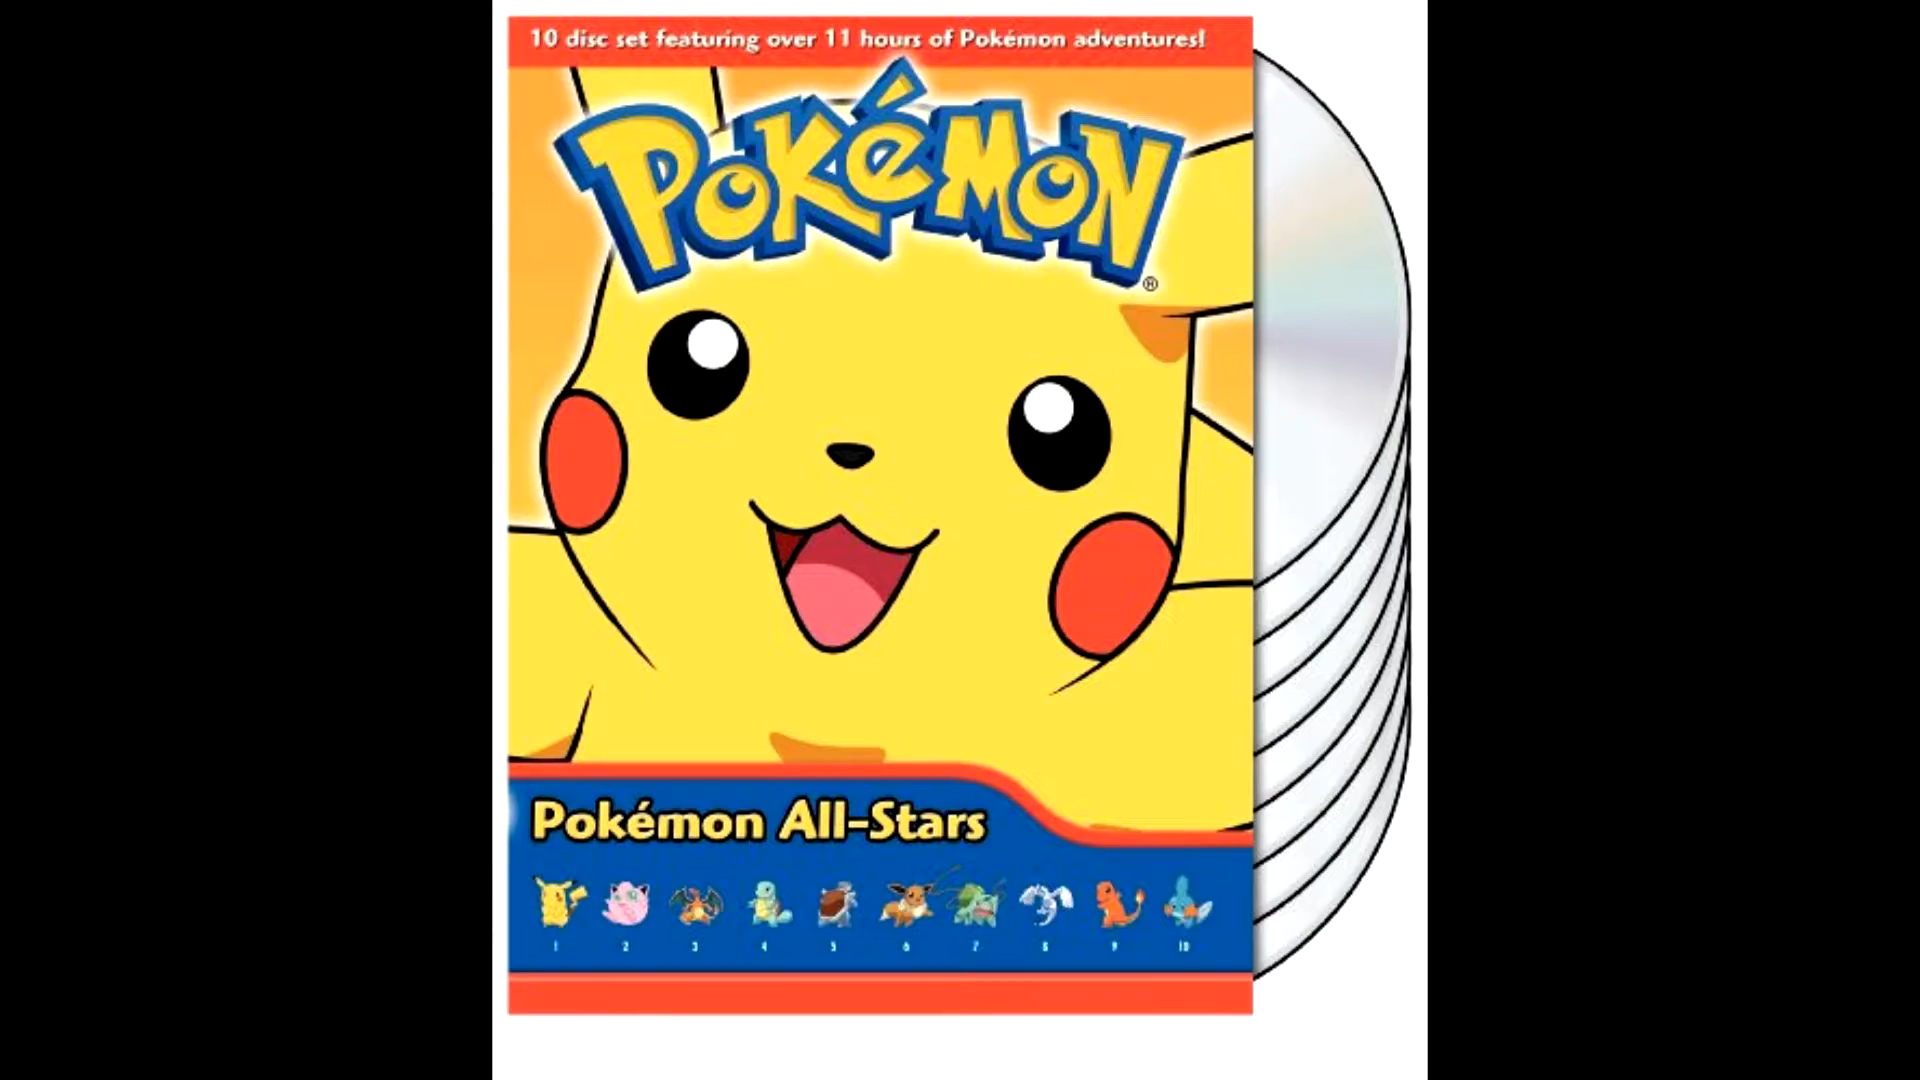 10 disc set featuring over 11 hours of Pokémon adventures!
Pokémon
®
Pokémon All-Stars
1 2 3 4 5 6 7 8 9 10